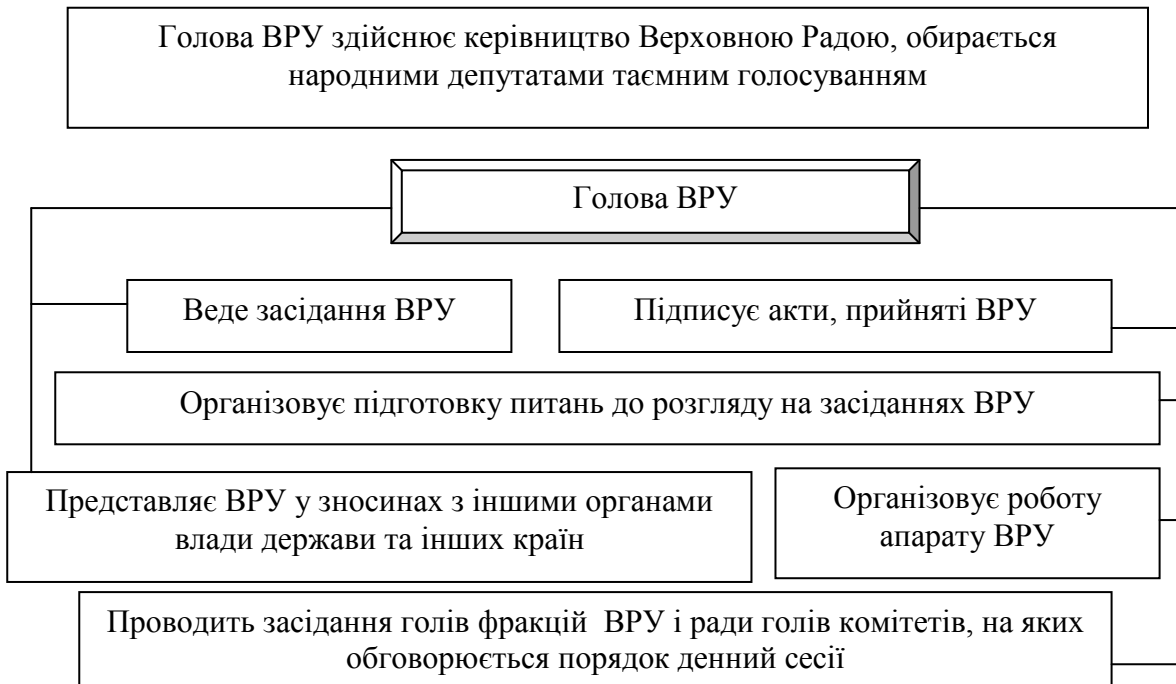 Голова ВРУ здійснює керівництво Верховною Радою, обирається
народними депутатами таємним голосуванням
Голова ВРУ
Веде засідання ВРУ
Підписує акти, прийняті ВРУ
Організовує підготовку питань до розгляду на засіданнях ВРУ
Представляє ВРУ у зносинах з іншими органами
влади держави та інших країн
Організовує роботу
апарату ВРУ
Проводить засідання голів фракцій ВРУ і ради голів комітетів, на яких
обговорюється порядок денний сесії